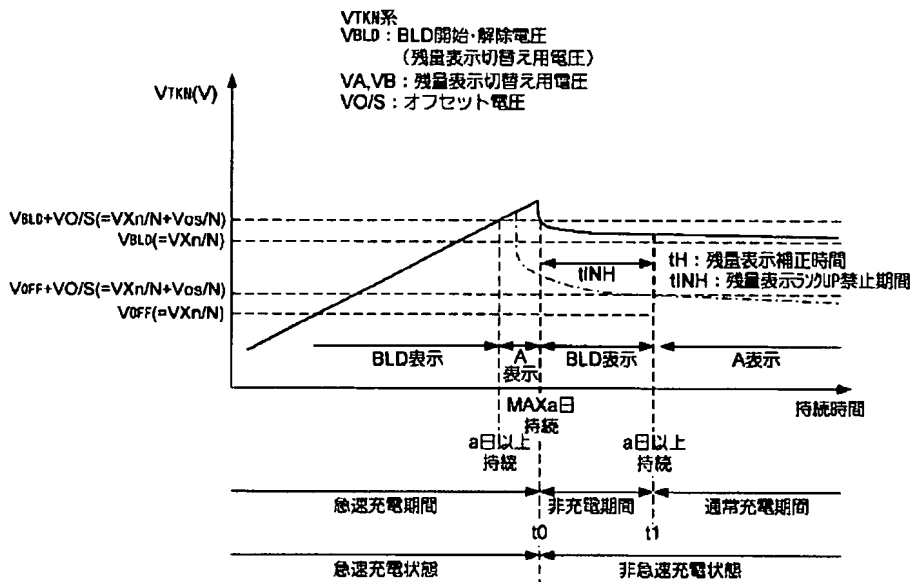 VTKN系
VBLD：BLD開始･解除電圧
（残量表示切替え用電圧）
VA,VB：残量表示切替え用電圧
VO/S：オフセット電圧
VTKN(V)
VBLD+VO/S(=VXn/N+Vos/N)
VBLD(=VXn/N)
VOFF+VO/S(=VXn/N+Vos/N)
VOFF(=VXn/N)
tINH
tH：残量表示補正時間
tINH：残量表示ランクUP禁止期間
BLD表示
A
表示
BLD表示
A表示
持続時間
MAXa日
持続
a日以上
持続
a日以上
持続
急速充電期間
非充電期間
通常充電期間
t0
t1
急速充電状態
非急速充電状態